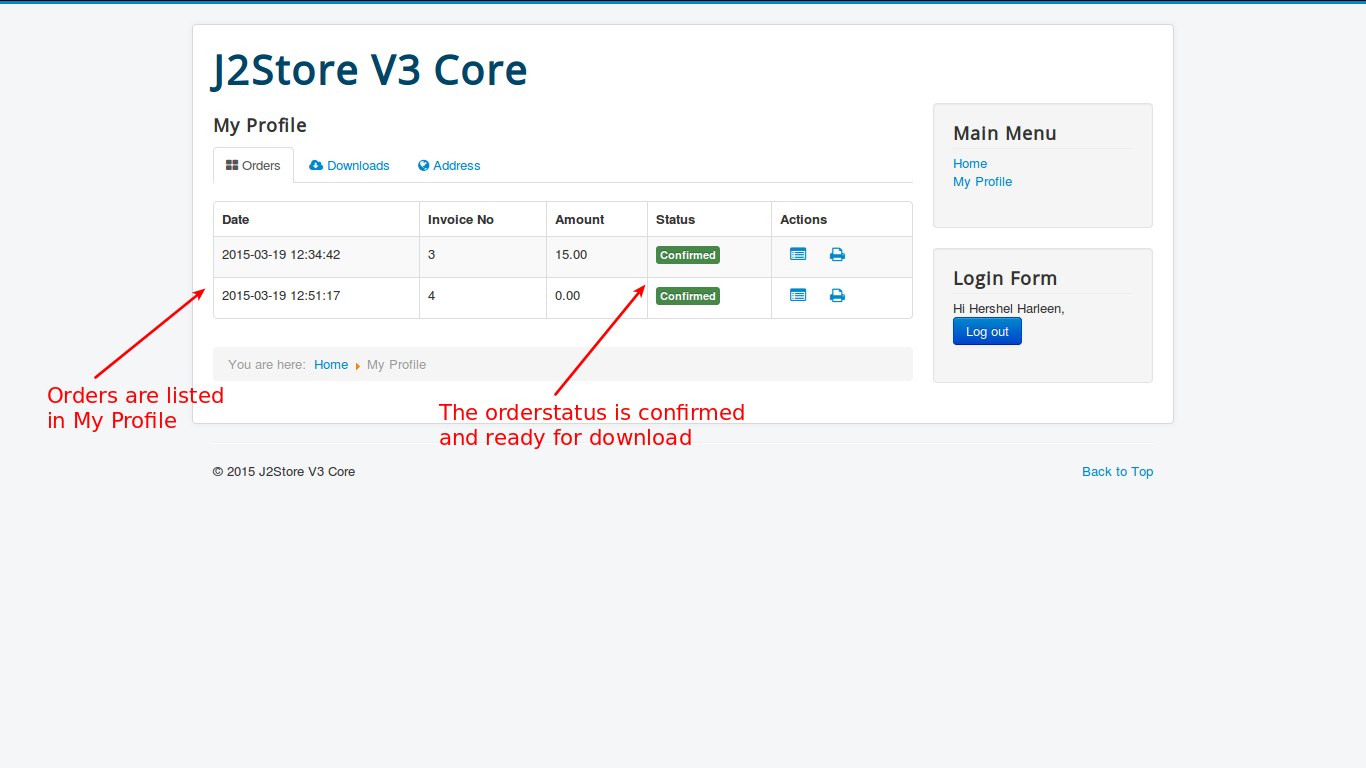 J2Store V3 Core
My Profile
Orders Downloads Address
Date Invoice No Amount Status Actions
2015-03-19 12:34:42 3 15.00 Confirmed
2015-03-19 12:51:17 4 0.00 Confirmed
You are here: Home My Profile
Main Menu
Home
My Profile
Login Form
Hi Hershel Harleen,
Log out
Orders are listed
in My Profile
The orderstatus is confirmed
and ready for download
© 2015 J2Store V3 Core
Back to Top